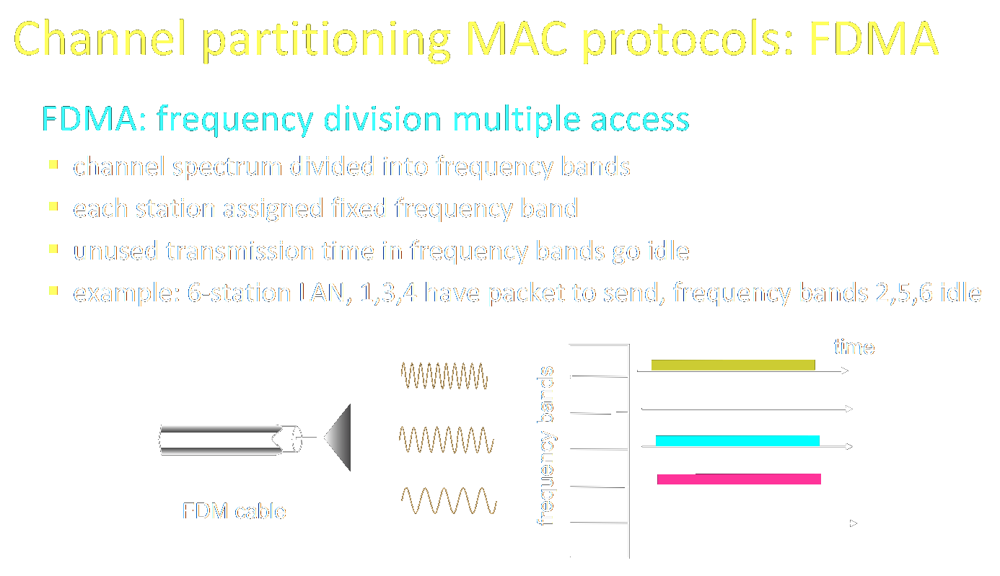 Channel partitioning MAC protocols: FDMA
FDMA: frequency division multiple access
channel spectrum divided into frequency bands
each station assigned fixed frequency band
unused transmission time in frequency bands go idle
example: 6-station LAN, 1,3,4 have packet to send, frequency bands 2,5,6 idle
time
frequency bands
FDM cable